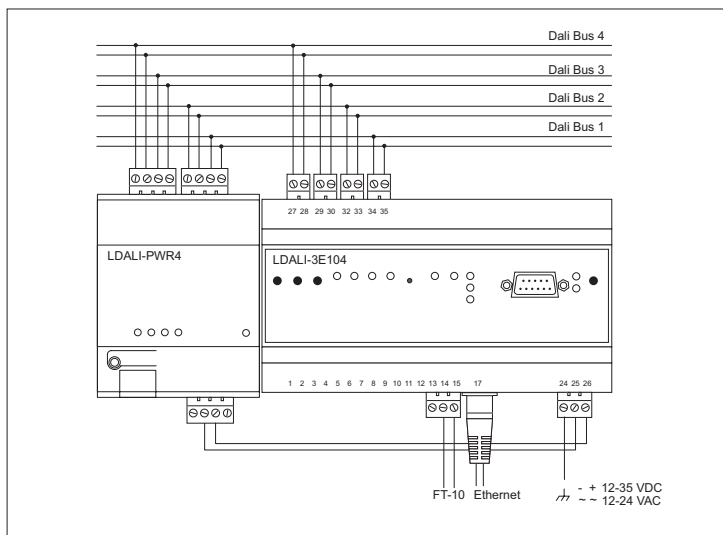 Dali Bus 4
Dali Bus 3
Dali Bus 2
Dali Bus 1
27 28 29 30 32 33 34 35
LDALI-PWR4
LDALI-3E104
1 2 3 4 5 6 7 8 9 10 11 12 13 14 15 17 24 25 26
FT-10 Ethernet
- + 12-35 VDC
~ ~ 12-24 VAC